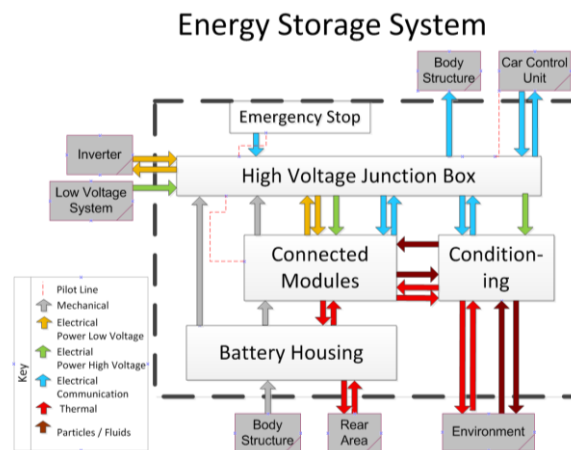 Energy Storage System
Body
Structure
Car Control
Unit
Emergency Stop
Inverter
High Voltage Junction Box
Low Voltage
System
Connected
Modules
Condition-
ing
Battery Housing
Key
Pilot Line
Mechanical
Electrical
Power Low Voltage
Electrial
Power High Voltage
Electrical
Communication
Thermal
Particles / Fluids
Body
Structure
Rear
Area
Environment